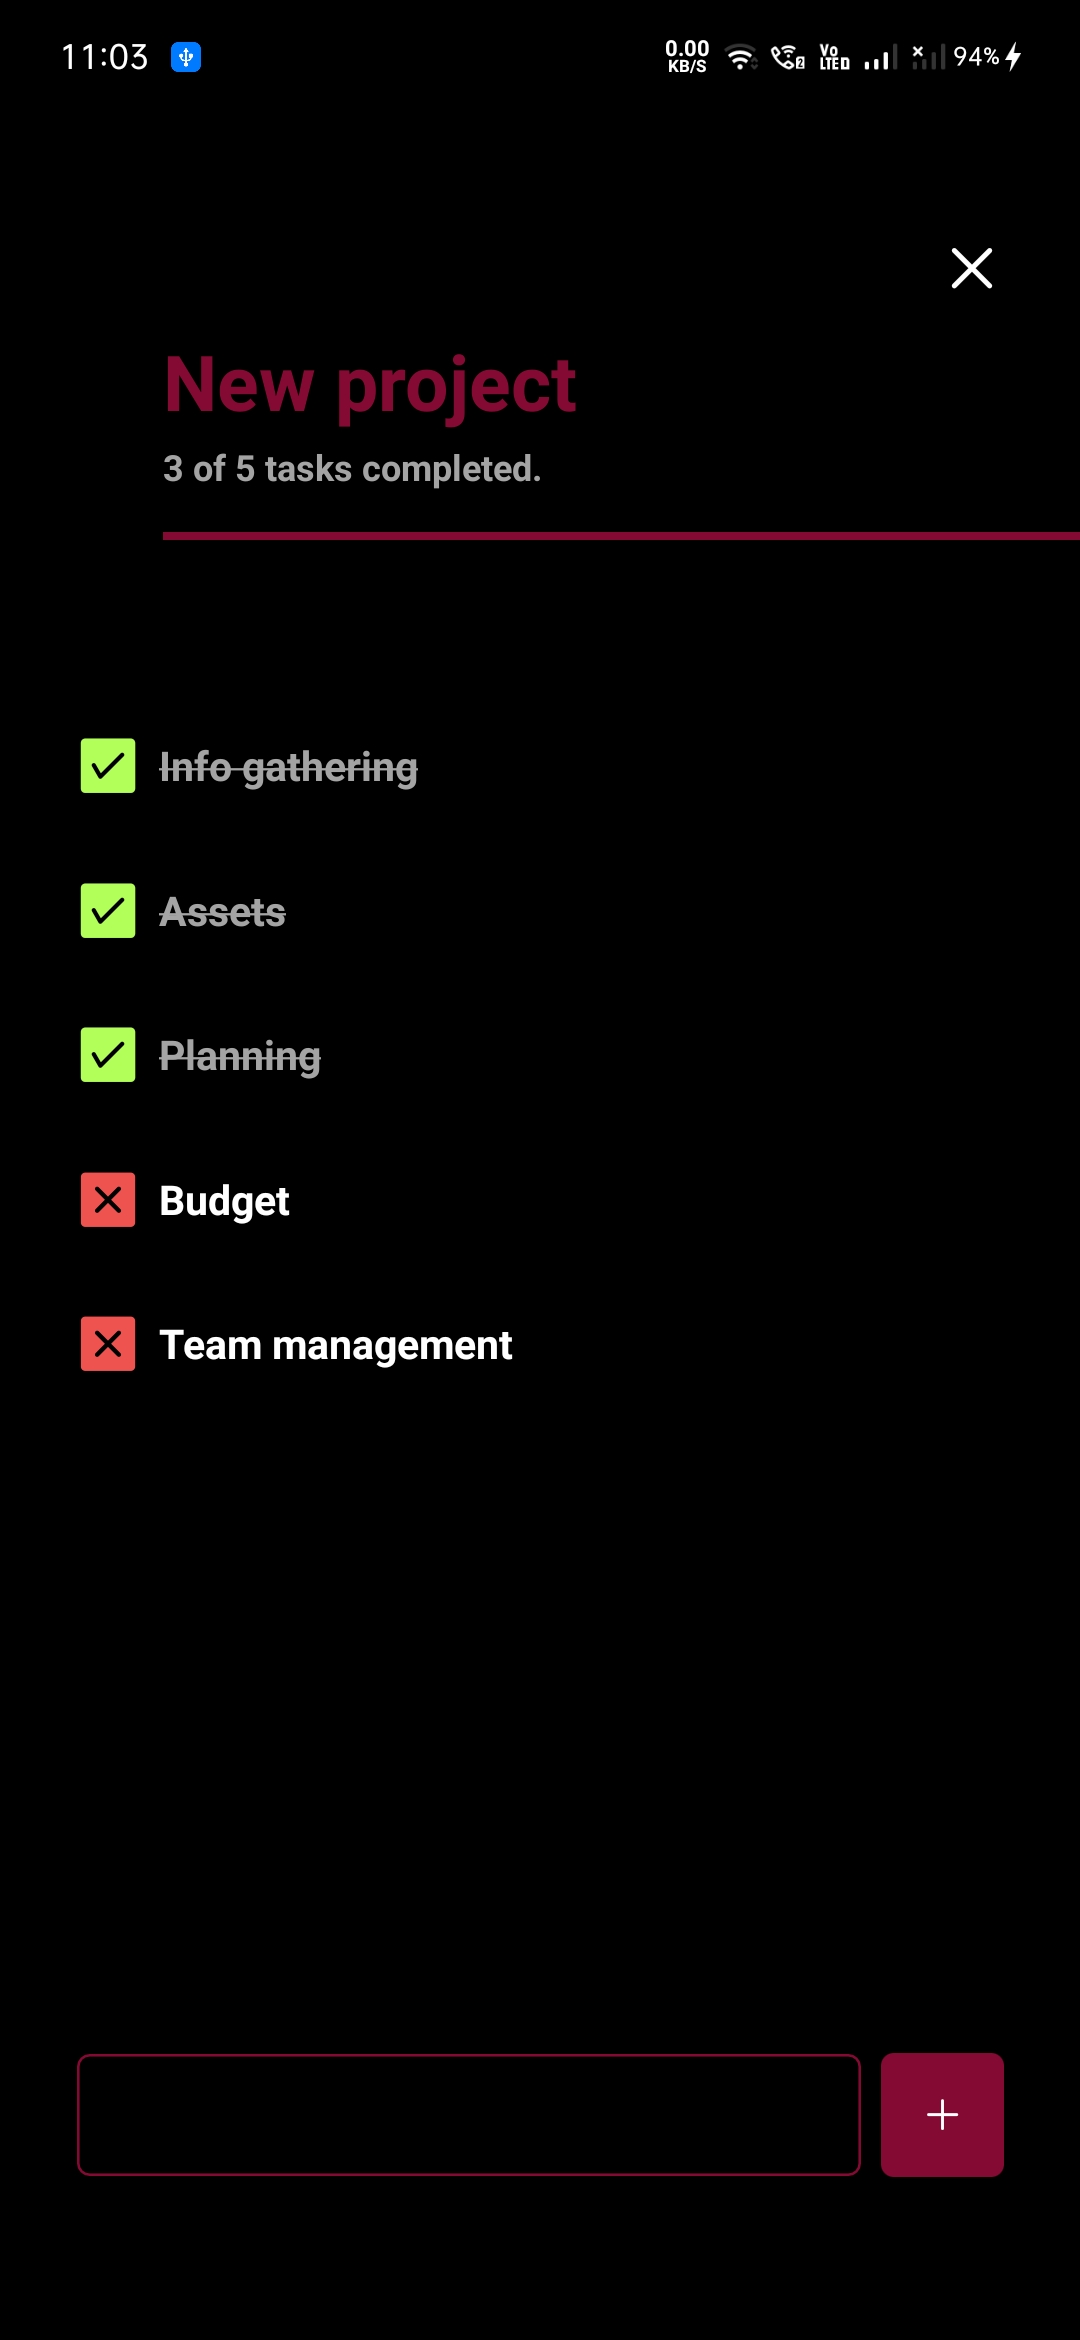 11:03
0.00
KB/S
2
Vo
LTE
94%
New project
3 of 5 tasks completed.
Info gathering
Assets
Planning
Budget
Team management